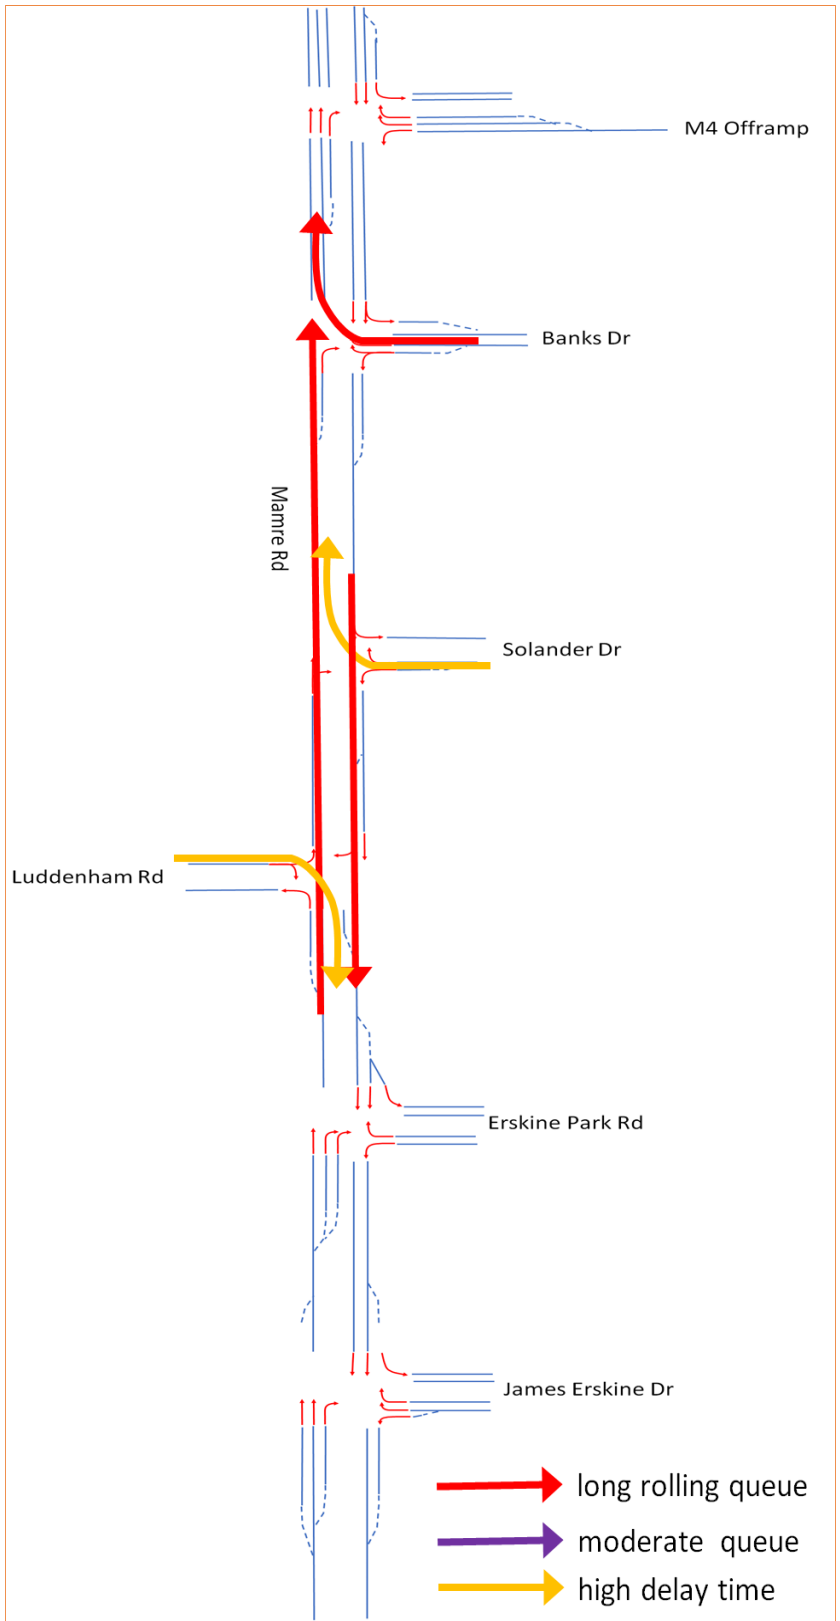 M4 Offramp
Banks Dr
Mamre Rd
Solander Dr
Luddenham Rd
Erskine Park Rd
James Erskine Dr
long rolling queue
moderate queue
high delay time